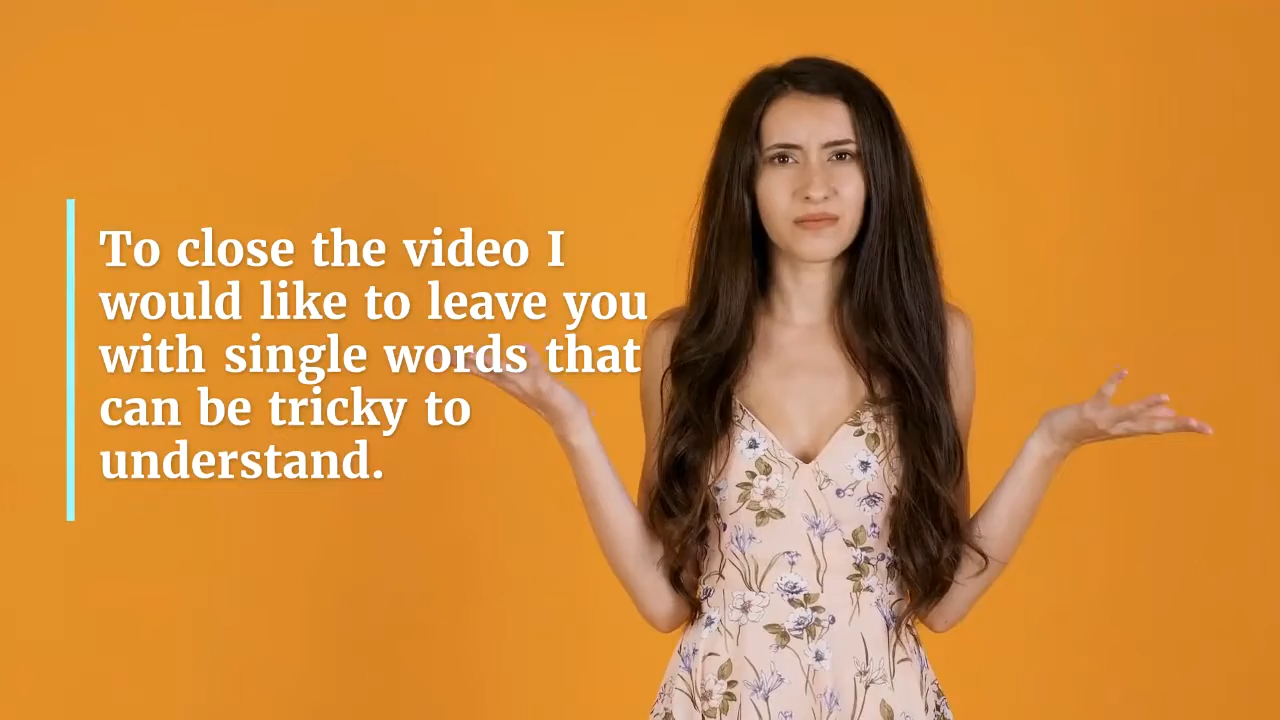 To close the video I
would like to leave you
with single words that
can be tricky to
understand.